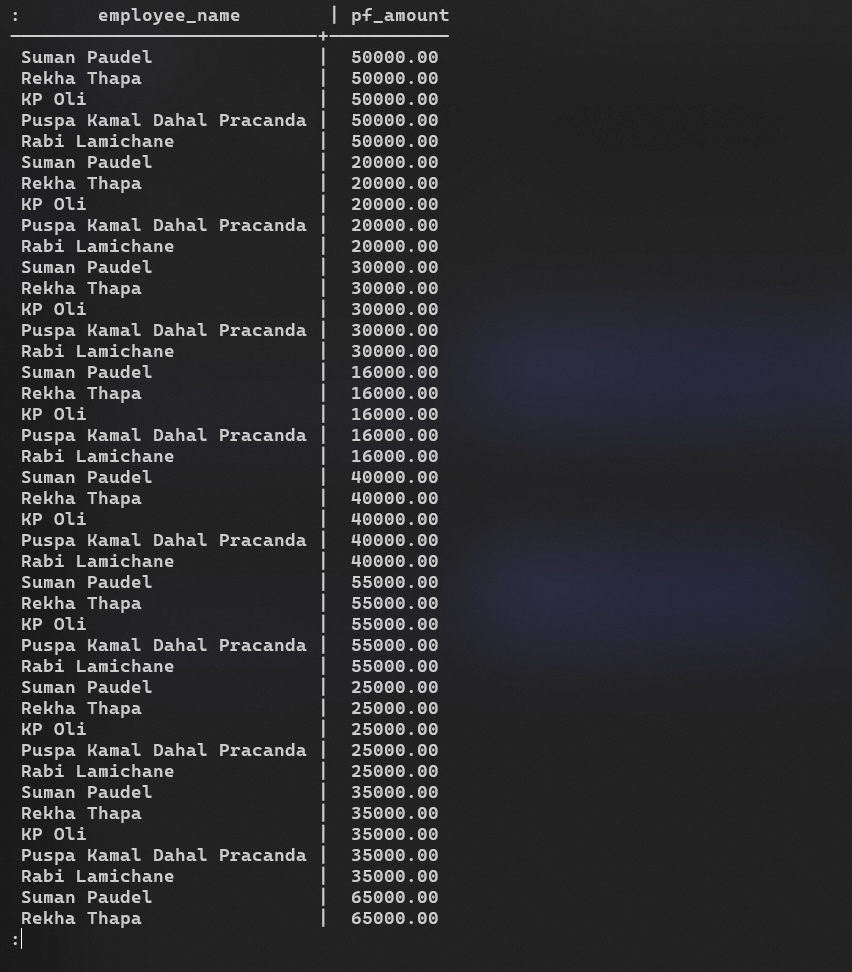 : employee_name | pf_amount
----------------------------+-----------
Suman Paudel | 50000.00
Rekha Thapa | 50000.00
KP Oli | 50000.00
Puspa Kamal Dahal Pracanda | 50000.00
Rabi Lamichane | 50000.00
Suman Paudel | 20000.00
Rekha Thapa | 20000.00
KP Oli | 20000.00
Puspa Kamal Dahal Pracanda | 20000.00
Rabi Lamichane | 20000.00
Suman Paudel | 30000.00
Rekha Thapa | 30000.00
KP Oli | 30000.00
Puspa Kamal Dahal Pracanda | 30000.00
Rabi Lamichane | 30000.00
Suman Paudel | 16000.00
Rekha Thapa | 16000.00
KP Oli | 16000.00
Puspa Kamal Dahal Pracanda | 16000.00
Rabi Lamichane | 16000.00
Suman Paudel | 40000.00
Rekha Thapa | 40000.00
KP Oli | 40000.00
Puspa Kamal Dahal Pracanda | 40000.00
Rabi Lamichane | 40000.00
Suman Paudel | 55000.00
Rekha Thapa | 55000.00
KP Oli | 55000.00
Puspa Kamal Dahal Pracanda | 55000.00
Rabi Lamichane | 55000.00
Suman Paudel | 25000.00
Rekha Thapa | 25000.00
KP Oli | 25000.00
Puspa Kamal Dahal Pracanda | 25000.00
Rabi Lamichane | 25000.00
Suman Paudel | 35000.00
Rekha Thapa | 35000.00
KP Oli | 35000.00
Puspa Kamal Dahal Pracanda | 35000.00
Rabi Lamichane | 35000.00
Suman Paudel | 65000.00
Rekha Thapa | 65000.00
: